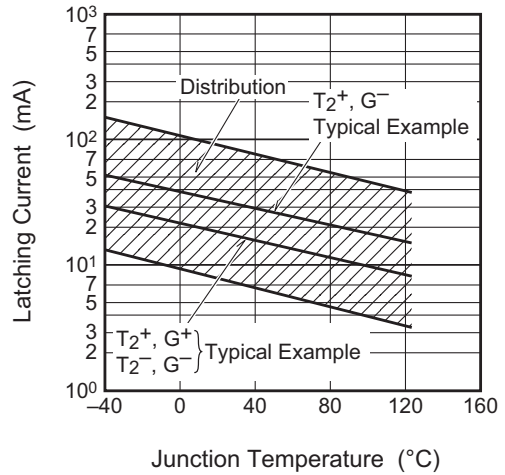 Latching Current (mA)
10³
7
5
3
2
10²
7
5
3
2
10¹
7
5
3
2
10⁰
Distribution
T₂⁺, G⁻
Typical Example
T₂⁺, G⁺
T₂⁻, G⁻
Typical Example
–40
0
40
80
120
160
Junction Temperature (°C)